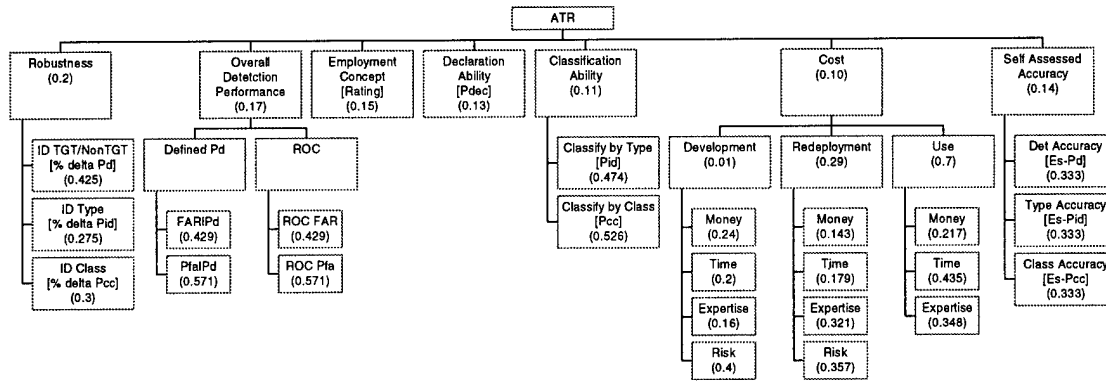 ATR
Robustness
(0.2)
Overall
Detetction
Performance
(0.17)
Employment
Concept
[Rating]
(0.15)
Declaration
Ability
[Pdec]
(0.13)
Classification
Ability
(0.11)
Cost
(0.10)
Self Assessed
Accuracy
(0.14)
ID TGT/NonTGT
[% delta Pd]
(0.425)
ID Type
[% delta Pid]
(0.275)
ID Class
[% delta Pcc]
(0.3)
Defined Pd
ROC
FARIPd
(0.429)
PfaIPd
(0.571)
ROC FAR
(0.429)
ROC Pfa
(0.571)
Classify by Type
[Pid]
(0.474)
Classify by Class
[Pcc]
(0.526)
Development
(0.01)
Redeployment
(0.29)
Use
(0.7)
Money
(0.24)
Time
(0.2)
Expertise
(0.16)
Risk
(0.4)
Money
(0.143)
Time
(0.179)
Expertise
(0.321)
Risk
(0.357)
Money
(0.217)
Time
(0.435)
Expertise
(0.348)
Det Accuracy
[Es-Pd]
(0.333)
Type Accuracy
[Es-Pid]
(0.333)
Class Accuracy
[Es-Pcc]
(0.333)